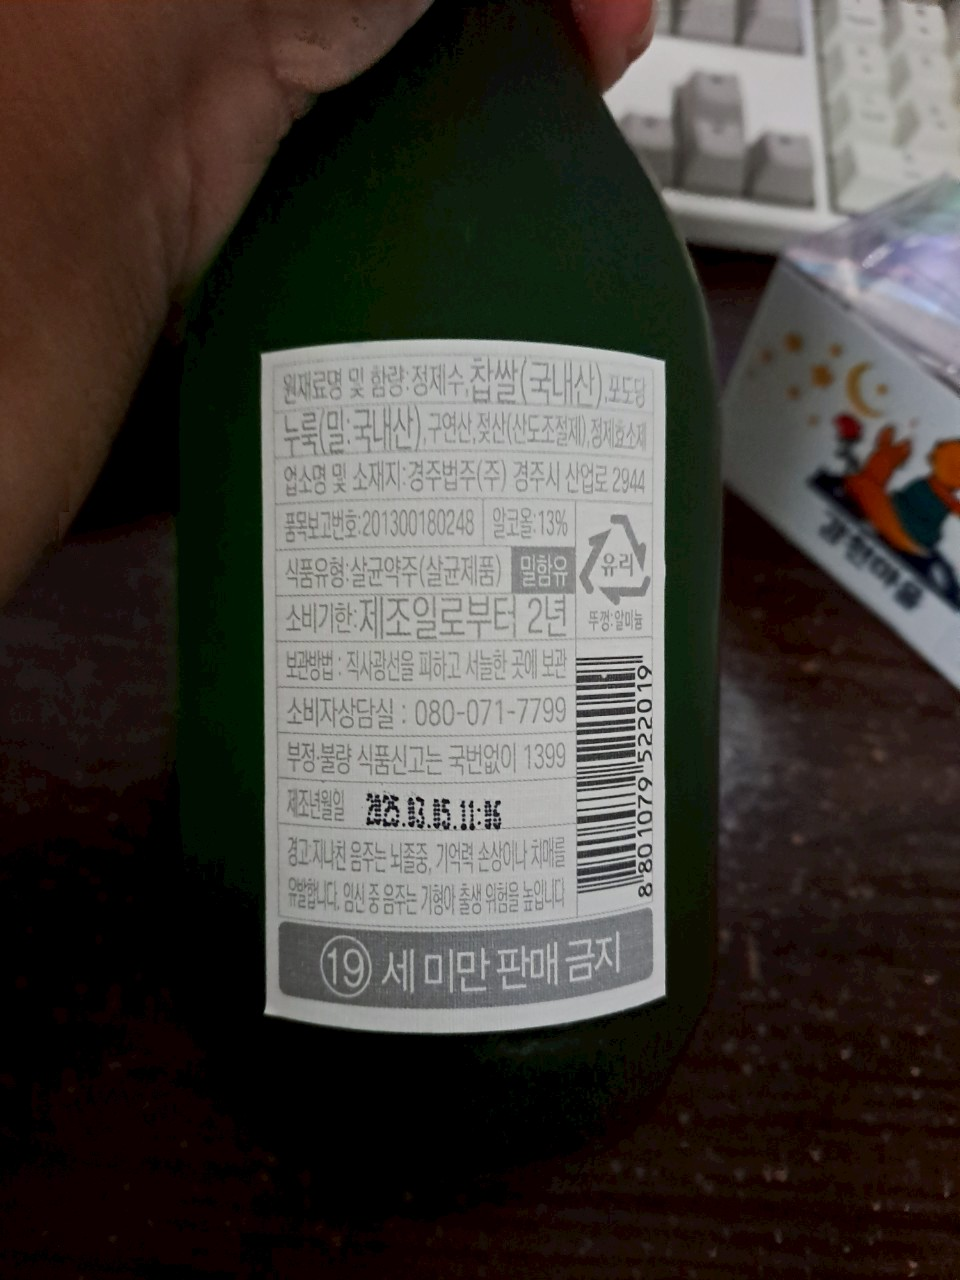 원재료명 및 함량:정제수,찹쌀(국내산),포도당
누룩(밀:국내산),구연산,젖산(산도조절제),정제효소제
업소명 및 소재지:경주법주(주) 경주시 산업로 2944
품목보고번호:201300180248 알코올:13%
식품유형:살균약주(살균제품) 밀함유
유리
소비기한:제조일로부터 2년
뚜껑:알미늄
보관방법 : 직사광선을 피하고 서늘한 곳에 보관
소비자상담실 : 080-071-7799
부정·불량 식품신고는 국번없이 1399
제조년월일 2025.03.05.11:06
경고:지나친 음주는 뇌졸중, 기억력 손상이나 치매를
유발합니다. 임신 중 음주는 기형아 출생 위험을 높입니다
8 801079 522019
19 세 미만 판매 금지